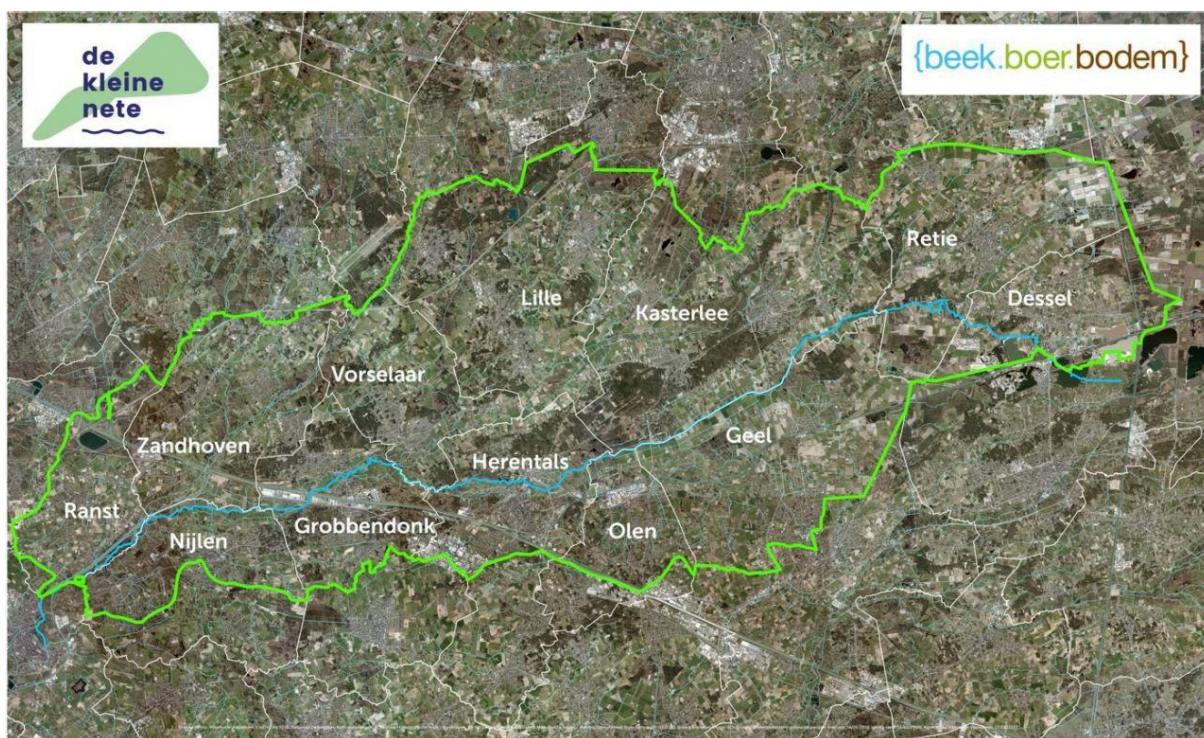 de
kleine
nete
{beek.boer.bodem}
Retie
Dessel
Lille
Kasterlee
Vorselaar
Zandhoven
Geel
Herentals
Ranst
Grobbendonk
Olen
Nijlen